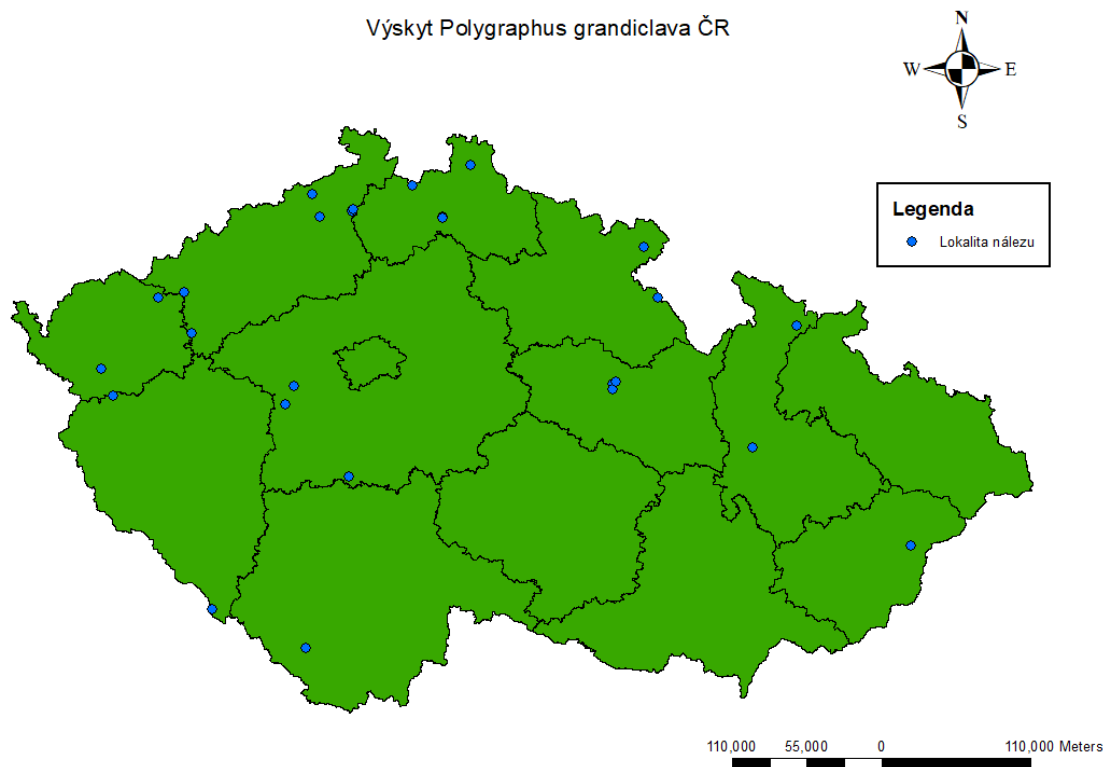 Výskyt Polygraphus grandiclava ČR
N
W E
S
Legenda
Lokalita nálezu
110,000 55,000 0 110,000 Meters